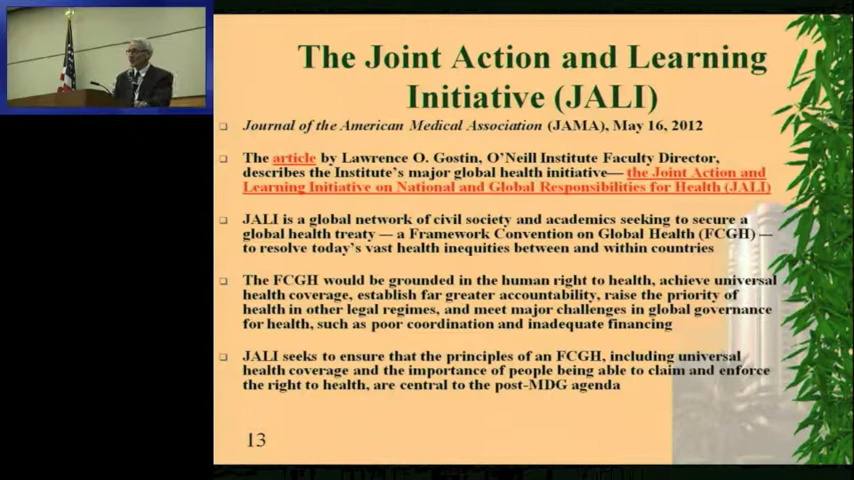 The Joint Action and Learning
Initiative (JALI)
Journal of the American Medical Association (JAMA), May 16, 2012
The article by Lawrence O. Gostin, O'Neill Institute Faculty Director,
describes the Institute's major global health initiative— the Joint Action and
Learning Initiative on National and Global Responsibilities for Health (JALI)
JALI is a global network of civil society and academics seeking to secure a
global health treaty — a Framework Convention on Global Health (FCGH) —
to resolve today's vast health inequities between and within countries
The FCGH would be grounded in the human right to health, achieve universal
health coverage, establish far greater accountability, raise the priority of
health in other legal regimes, and meet major challenges in global governance
for health, such as poor coordination and inadequate financing
JALI seeks to ensure that the principles of an FCGH, including universal
health coverage and the importance of people being able to claim and enforce
the right to health, are central to the post-MDG agenda
13